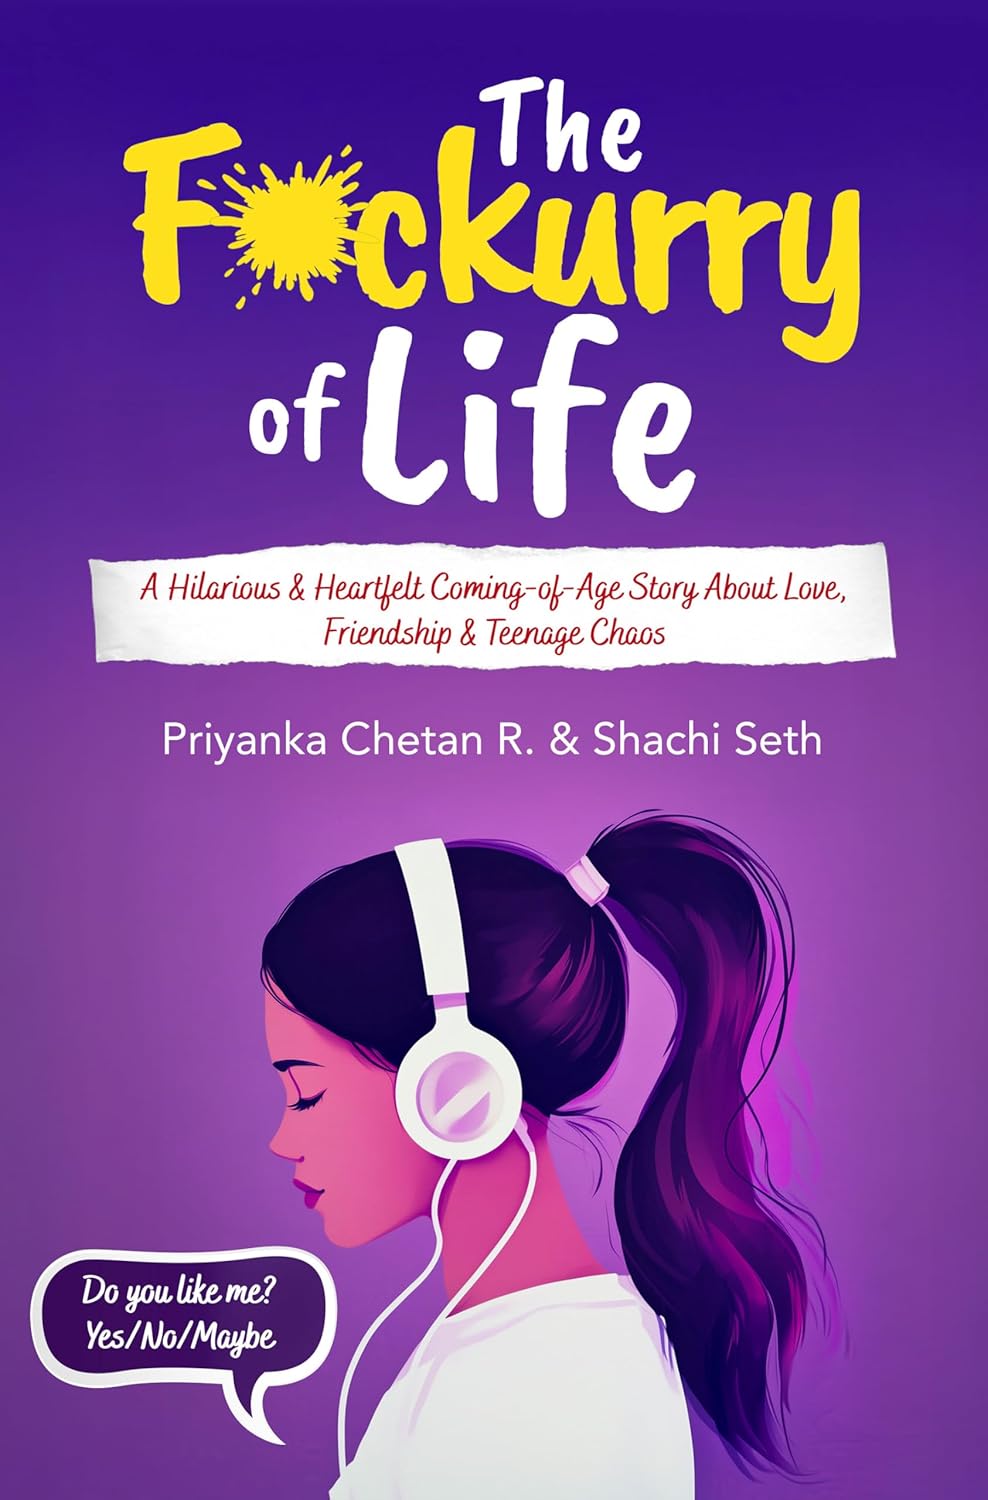 The
F*ckurry
of Life
A Hilarious & Heartfelt Coming-of-Age Story About Love,
Friendship & Teenage Chaos
Priyanka Chetan R. & Shachi Seth
Do you like me?
Yes/No/Maybe